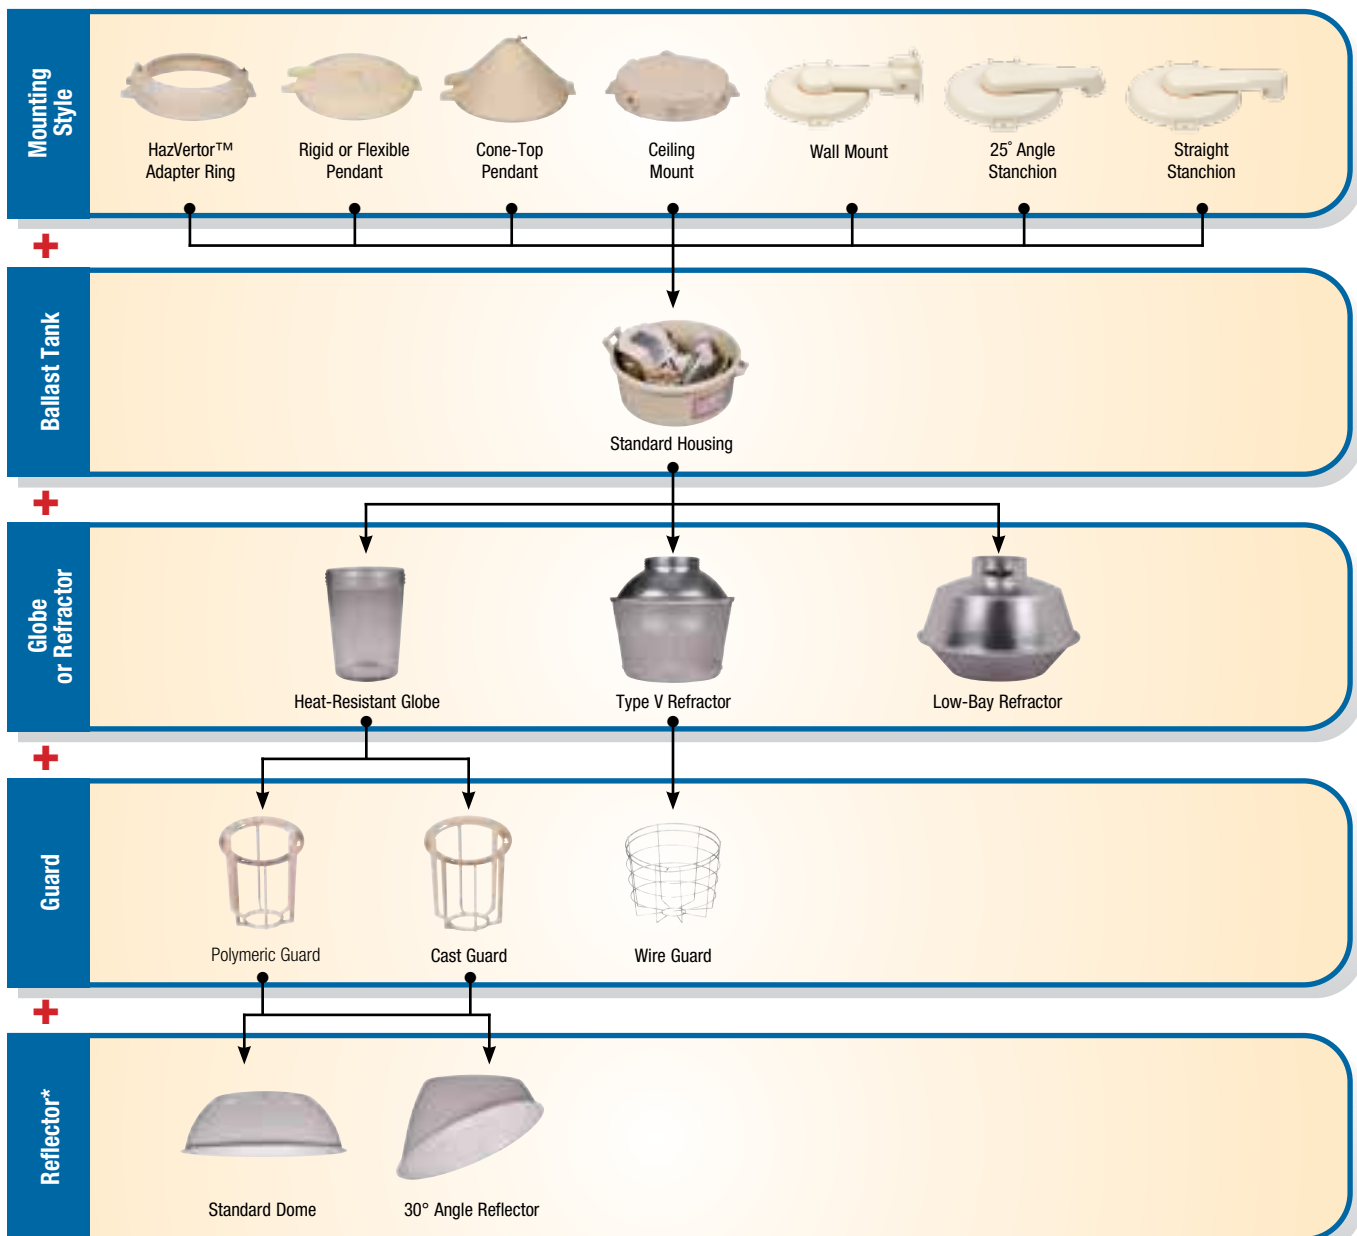 Mounting
Style
HazVertor™
Adapter Ring
Rigid or Flexible
Pendant
Cone-Top
Pendant
Ceiling
Mount
Wall Mount
25° Angle
Stanchion
Straight
Stanchion
+
Ballast Tank
Standard Housing
+
Globe
or Refractor
Heat-Resistant Globe
Type V Refractor
Low-Bay Refractor
+
Guard
Polymeric Guard
Cast Guard
Wire Guard
+
Reflector*
Standard Dome
30° Angle Reflector